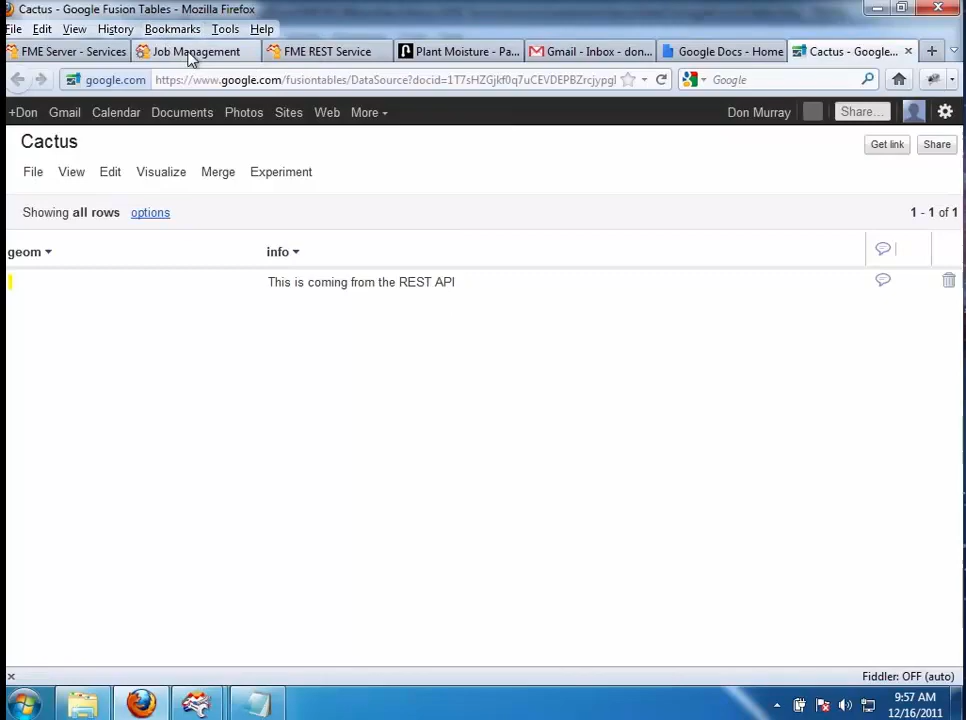 Cactus - Google Fusion Tables - Mozilla Firefox
File Edit View History Bookmarks Tools Help
FME Server - Services Job Management FME REST Service Plant Moisture - Pa... Gmail - Inbox - don... Google Docs - Home Cactus - Google...
google.com https://www.google.com/fusiontables/DataSource?docid=1T7sHZGjkf0q7uCEVDEPBZrcjypgl Google
+Don Gmail Calendar Documents Photos Sites Web More Don Murray Share...
Cactus Get link Share
File View Edit Visualize Merge Experiment
Showing all rows options 1 - 1 of 1
geom info
This is coming from the REST API
Fiddler: OFF (auto)
9:57 AM
12/16/2011